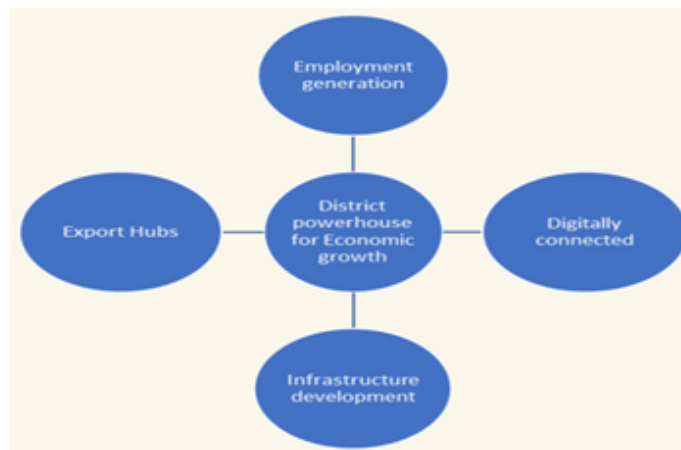 Employment
generation
Export Hubs
District
powerhouse
for Economic
growth
Digitally
connected
Infrastructure
development